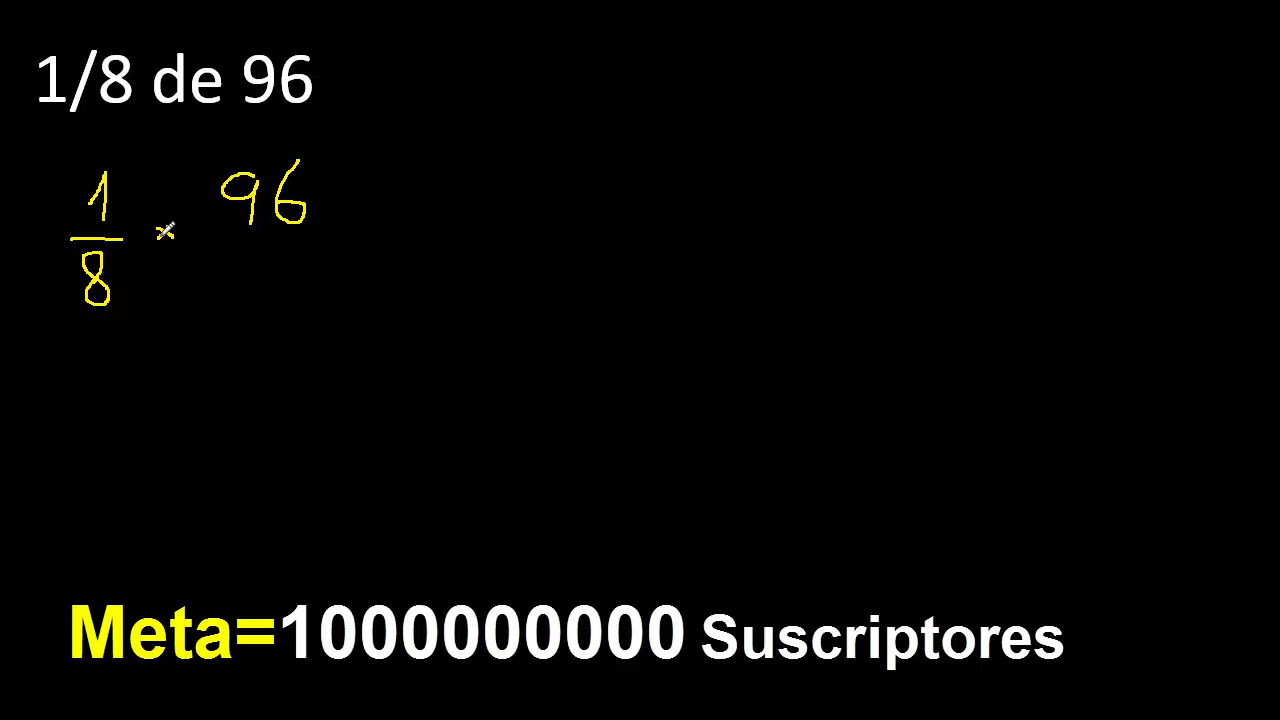 1/8 de 96
1/8 × 96
Meta=1000000000 Suscriptores